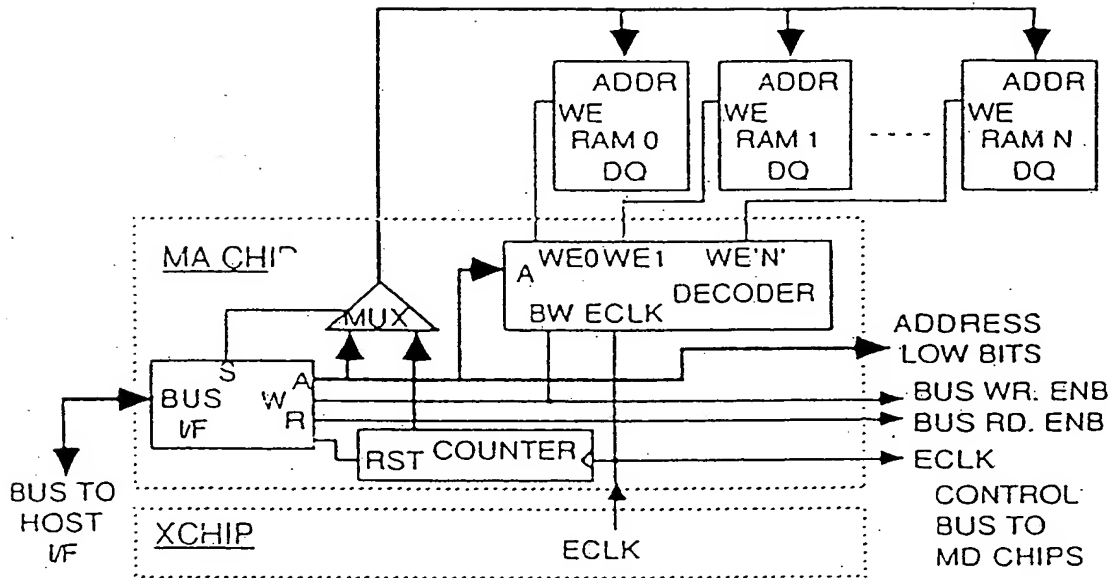 ADDR
WE
RAM 0
DQ
ADDR
WE
RAM 1
DQ
ADDR
WE
RAM N
DQ
MA CHIP
A WE0 WE1 WE'N'
DECODER
BW ECLK
MUX
S
A
BUS W
I/F R
RST COUNTER
ADDRESS
LOW BITS
BUS WR. ENB
BUS RD. ENB
ECLK
CONTROL
BUS TO
MD CHIPS
BUS TO
HOST
I/F
XCHIP
ECLK